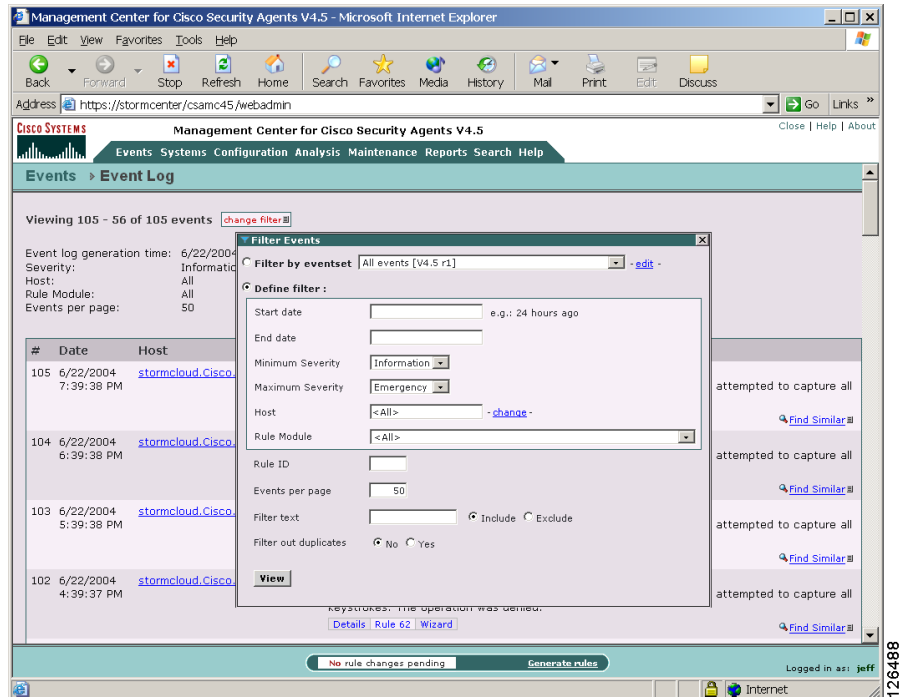 Management Center for Cisco Security Agents V4.5 - Microsoft Internet Explorer
File Edit View Favorites Tools Help
Back Forward Stop Refresh Home Search Favorites Media History Mail Print Edit Discuss
Address https://stormcenter/csamc45/webadmin Go Links »
CISCO SYSTEMS Management Center for Cisco Security Agents V4.5 Close | Help | About
Events Systems Configuration Analysis Maintenance Reports Search Help
Events > Event Log
Viewing 105 - 56 of 105 events change filter
Event log generation time: 6/22/2004
Severity: Informatio
Host: All
Rule Module: All
Events per page: 50
Filter Events
Filter by eventset All events [V4.5 r1] - edit -
Define filter :
Start date e.g.: 24 hours ago
End date
Minimum Severity Information
Maximum Severity Emergency
Host <All> - change -
Rule Module <All>
Rule ID
Events per page 50
Filter text Include Exclude
Filter out duplicates No Yes
View
# Date Host
105 6/22/2004 7:39:38 PM stormcloud.Cisco. attempted to capture all
Find Similar
104 6/22/2004 6:39:38 PM stormcloud.Cisco. attempted to capture all
Find Similar
103 6/22/2004 5:39:38 PM stormcloud.Cisco. attempted to capture all
Find Similar
102 6/22/2004 4:39:37 PM stormcloud.Cisco. attempted to capture all
keystrokes. The operation was denied.
Details Rule 62 Wizard
Find Similar
No rule changes pending Generate rules Logged in as: jeff
Internet
126488